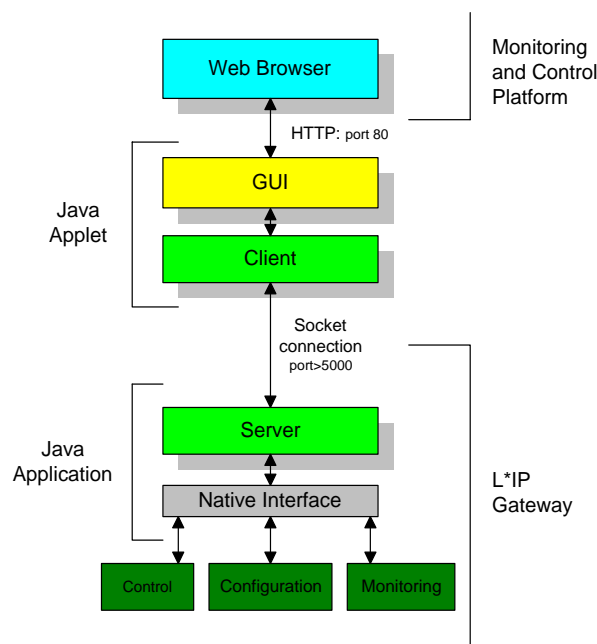 Web Browser
Monitoring
and Control
Platform
HTTP: port 80
GUI
Java
Applet
Client
Socket
connection
port>5000
Server
Java
Application
Native Interface
L*IP
Gateway
Control
Configuration
Monitoring